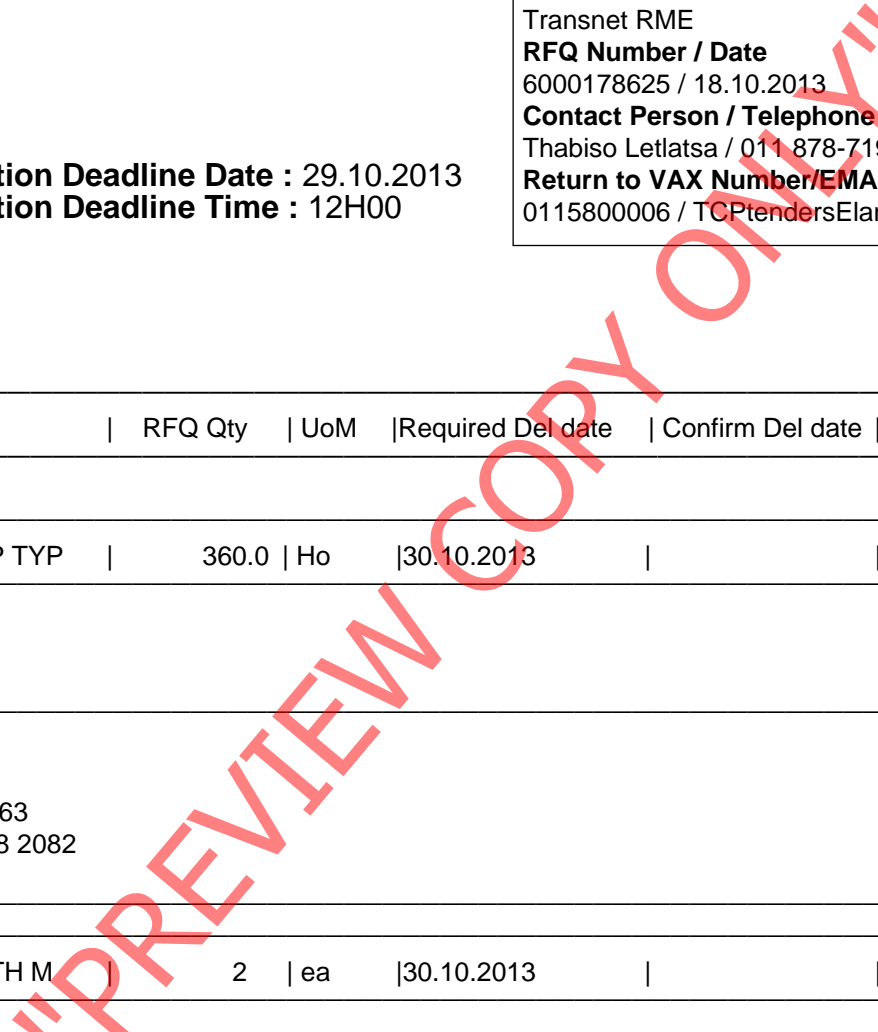 Transnet RME
RFQ Number / Date
6000178625 / 18.10.2013
Contact Person / Telephone
Thabiso Letlatsa / 011 878-719
tion Deadline Date : 29.10.2013
Return to VAX Number/EMA
tion Deadline Time : 12H00
0115800006 / TCPtendersElan
| RFQ Qty | UoM |Required Del date | Confirm Del date |
P TYP | 360.0 | Ho |30.10.2013 | |
63
8 2082
TH M | 2 | ea |30.10.2013 | |
"PREVIEW COPY ONLY"